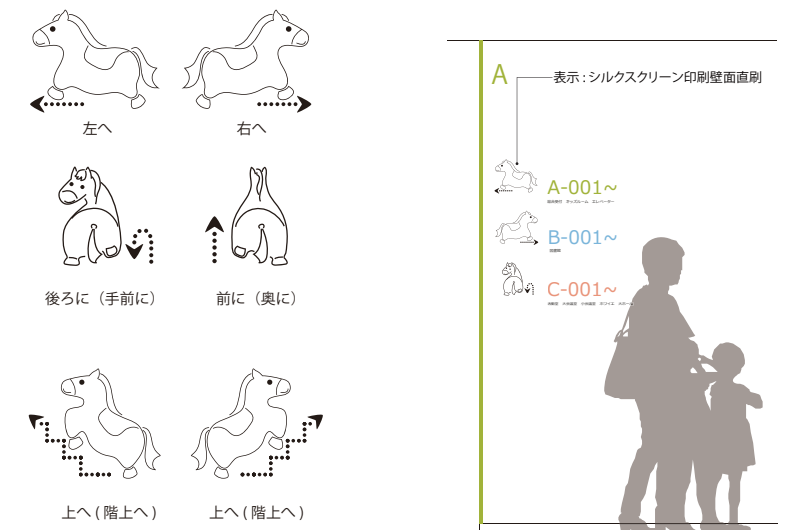 左へ
右へ
後ろに（手前に）
前に（奥に）
上へ ( 階上へ )
上へ ( 階上へ )
A
表示 : シルクスクリーン印刷壁面直刷
A-001~
B-001~
C-001~